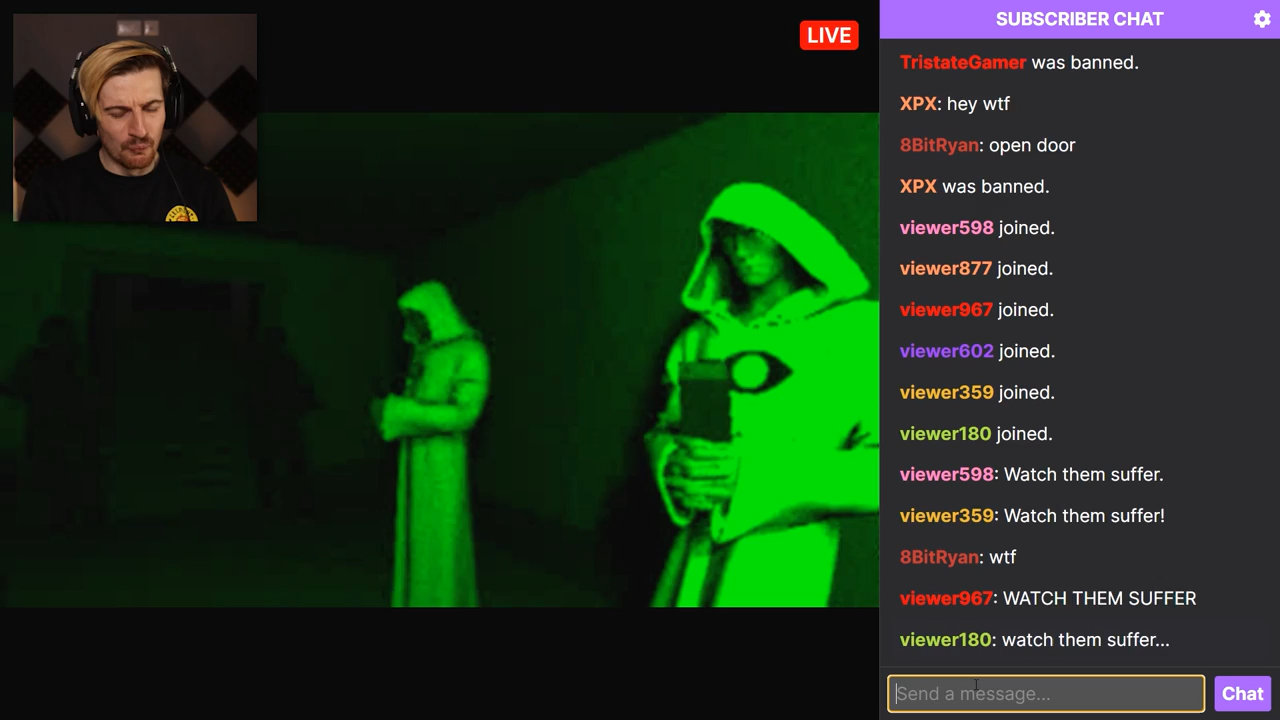 LIVE
SUBSCRIBER CHAT
TristateGamer was banned.
XPX: hey wtf
8BitRyan: open door
XPX was banned.
viewer598 joined.
viewer877 joined.
viewer967 joined.
viewer602 joined.
viewer359 joined.
viewer180 joined.
viewer598: Watch them suffer.
viewer359: Watch them suffer!
8BitRyan: wtf
viewer967: WATCH THEM SUFFER
viewer180: watch them suffer...
Send a message...
Chat